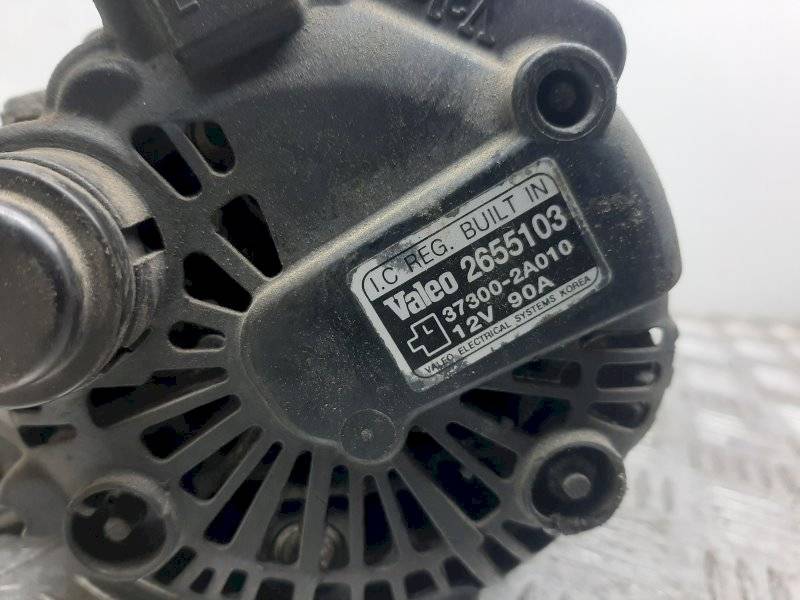 I.C REG. BUILT IN
Valeo 2655103
37300-2A010
L 12V 90A
VALEO ELECTRICAL SYSTEMS KOREA